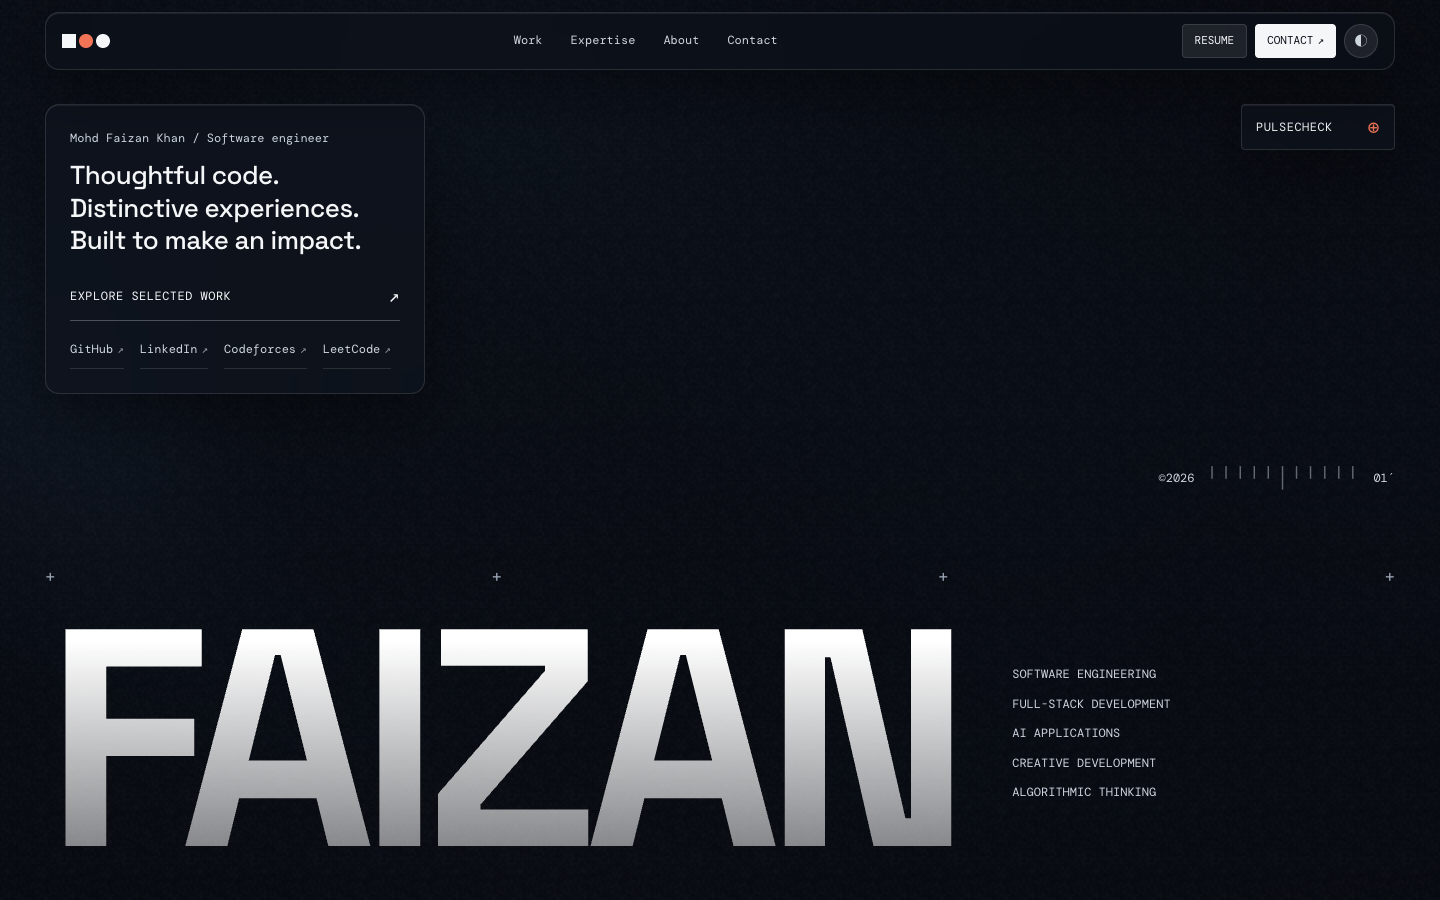 Work Expertise About Contact RESUME CONTACT ↗
Mohd Faizan Khan / Software engineer
Thoughtful code.
Distinctive experiences.
Built to make an impact.
EXPLORE SELECTED WORK ↗
GitHub ↗ LinkedIn ↗ Codeforces ↗ LeetCode ↗
PULSECHECK ⊕
©2026 01´
+ + + +
FAIZAN
SOFTWARE ENGINEERING
FULL-STACK DEVELOPMENT
AI APPLICATIONS
CREATIVE DEVELOPMENT
ALGORITHMIC THINKING